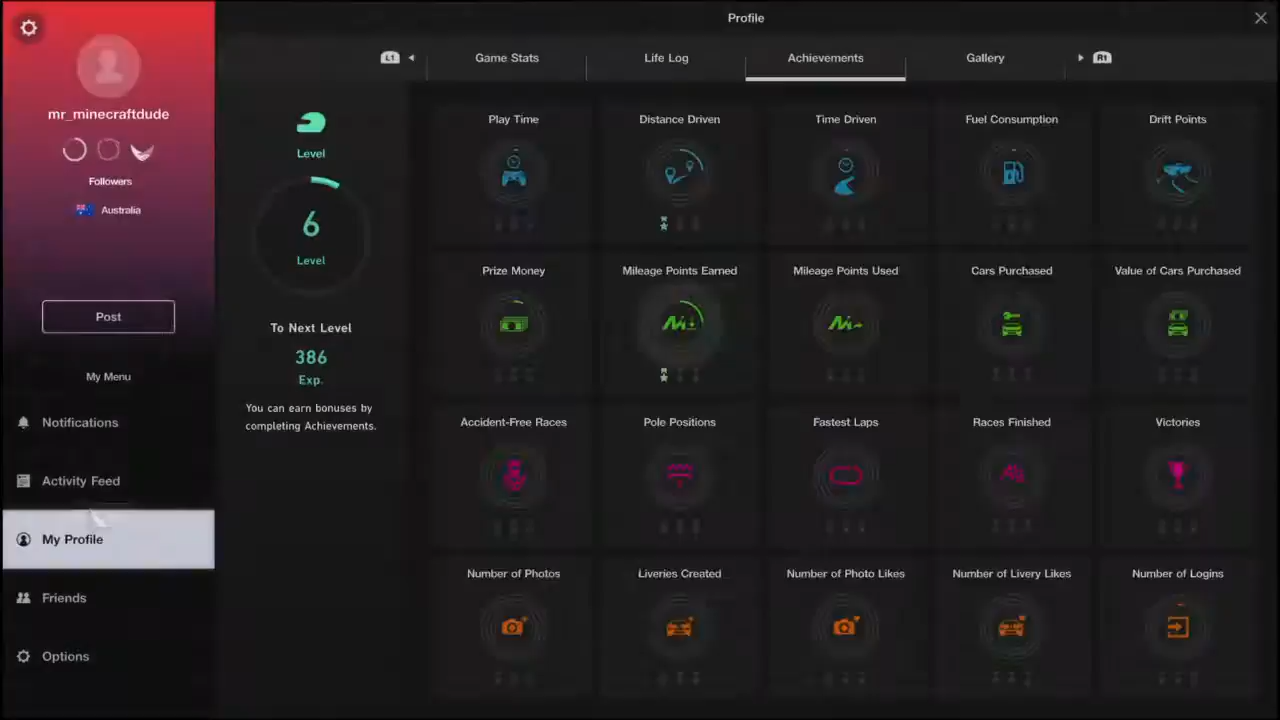 Profile
mr_minecraftdude
Followers
Australia
Post
My Menu
Notifications
Activity Feed
My Profile
Friends
Options
L1
Game Stats
Life Log
Achievements
Gallery
R1
Level
6
Level
To Next Level
386
Exp.
You can earn bonuses by
completing Achievements.
Play Time
Distance Driven
Time Driven
Fuel Consumption
Drift Points
Prize Money
Mileage Points Earned
Mileage Points Used
Cars Purchased
Value of Cars Purchased
Accident-Free Races
Pole Positions
Fastest Laps
Races Finished
Victories
Number of Photos
Liveries Created
Number of Photo Likes
Number of Livery Likes
Number of Logins